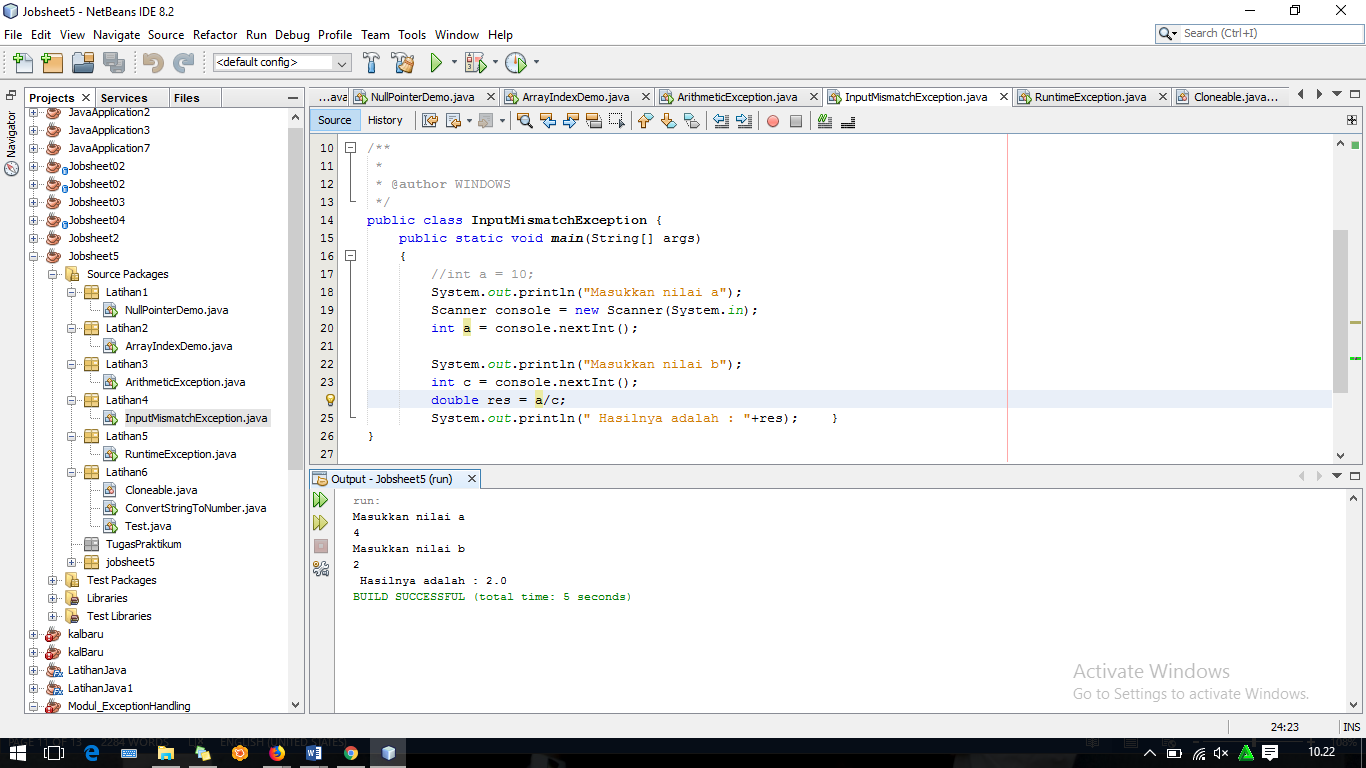 Jobsheet5 - NetBeans IDE 8.2
File Edit View Navigate Source Refactor Run Debug Profile Team Tools Window Help
Search (Ctrl+I)
<default config>
Navigator
Projects Services Files
JavaApplication2
JavaApplication3
JavaApplication7
Jobsheet02
Jobsheet02
Jobsheet03
Jobsheet04
Jobsheet2
Jobsheet5
Source Packages
Latihan1
NullPointerDemo.java
Latihan2
ArrayIndexDemo.java
Latihan3
ArithmeticException.java
Latihan4
InputMismatchException.java
Latihan5
RuntimeException.java
Latihan6
Cloneable.java
ConvertStringToNumber.java
Test.java
TugasPraktikum
jobsheet5
Test Packages
Libraries
Test Libraries
kalbaru
kalBaru
LatihanJava
LatihanJava1
Modul_ExceptionHandling
...ava NullPointerDemo.java ArrayIndexDemo.java ArithmeticException.java InputMismatchException.java RuntimeException.java Cloneable.java...
Source History
10 /**
11 *
12 * @author WINDOWS
13 */
14 public class InputMismatchException {
15 public static void main(String[] args)
16 {
17 //int a = 10;
18 System.out.println("Masukkan nilai a");
19 Scanner console = new Scanner(System.in);
20 int a = console.nextInt();
21
22 System.out.println("Masukkan nilai b");
23 int c = console.nextInt();
double res = a/c;
25 System.out.println(" Hasilnya adalah : "+res); }
26 }
27
Output - Jobsheet5 (run)
run:
Masukkan nilai a
4
Masukkan nilai b
2
Hasilnya adalah : 2.0
BUILD SUCCESSFUL (total time: 5 seconds)
Activate Windows
Go to Settings to activate Windows.
24:23 INS
PAGE 11 OF 13 2284 WORDS ENGLISH (UNITED STATES)
10.22